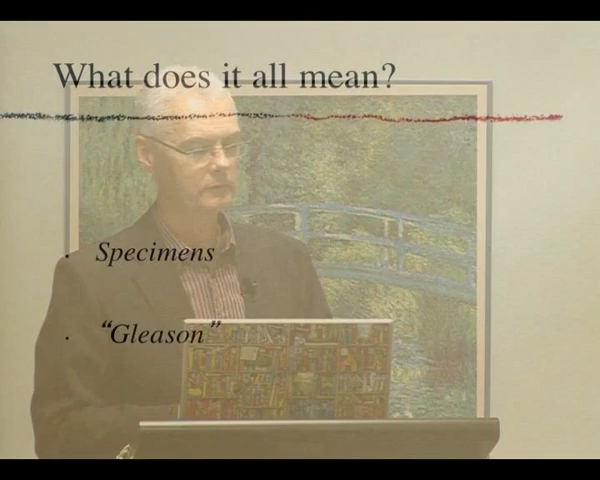 What does it all mean?
· Specimens
· “Gleason”